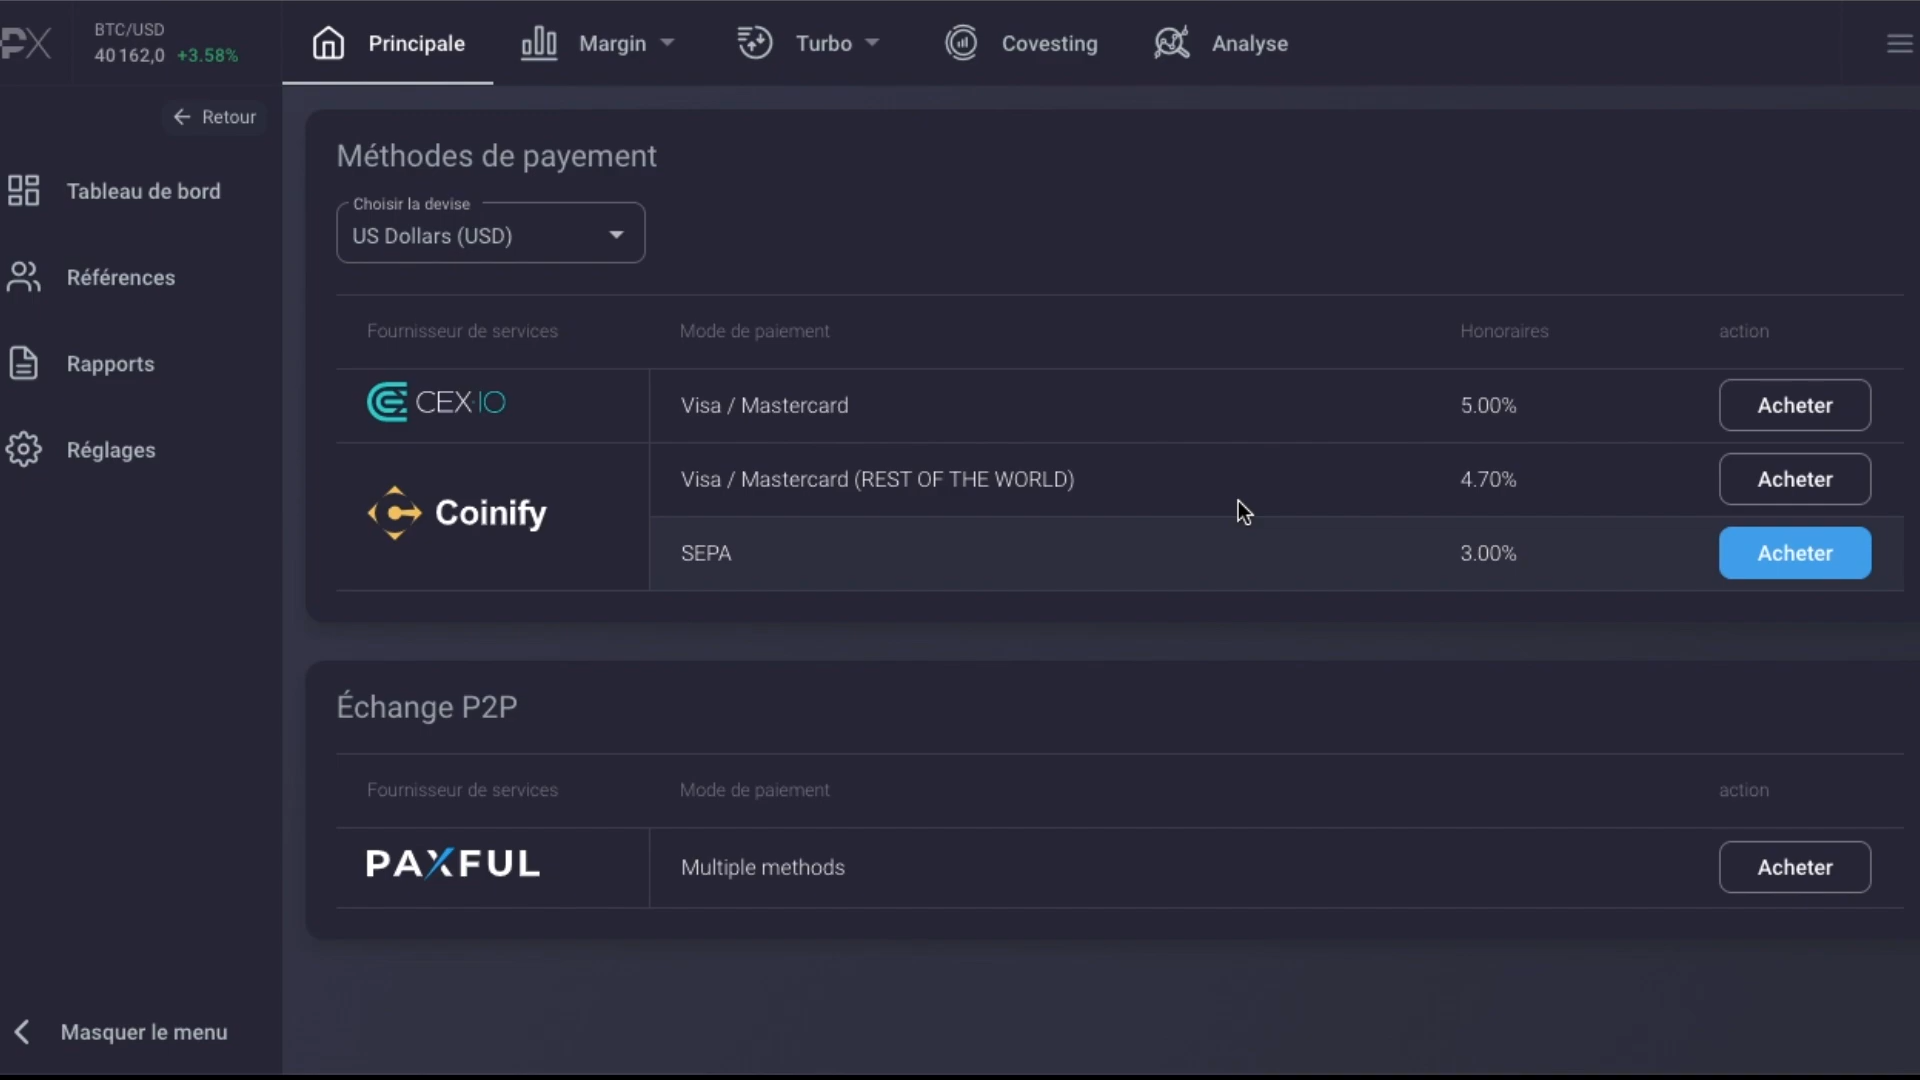 PX
BTC/USD
40 162,0 +3.58%
Principale
Margin
Turbo
Covesting
Analyse
Retour
Tableau de bord
Références
Rapports
Réglages
Masquer le menu
Méthodes de payement
Choisir la devise
US Dollars (USD)
Fournisseur de services Mode de paiement Honoraires action
CEX·IO Visa / Mastercard 5.00% Acheter
Coinify
Visa / Mastercard (REST OF THE WORLD) 4.70% Acheter
SEPA 3.00% Acheter
Échange P2P
Fournisseur de services Mode de paiement action
PAXFUL Multiple methods Acheter